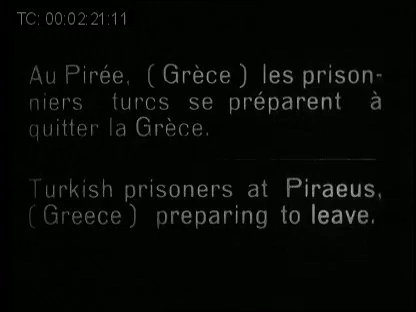 TC: 00:02:21:11
Au Pirée, (Grèce) les prison-
niers turcs se préparent à
quitter la Grèce.
Turkish prisoners at Piraeus,
(Greece) preparing to leave.